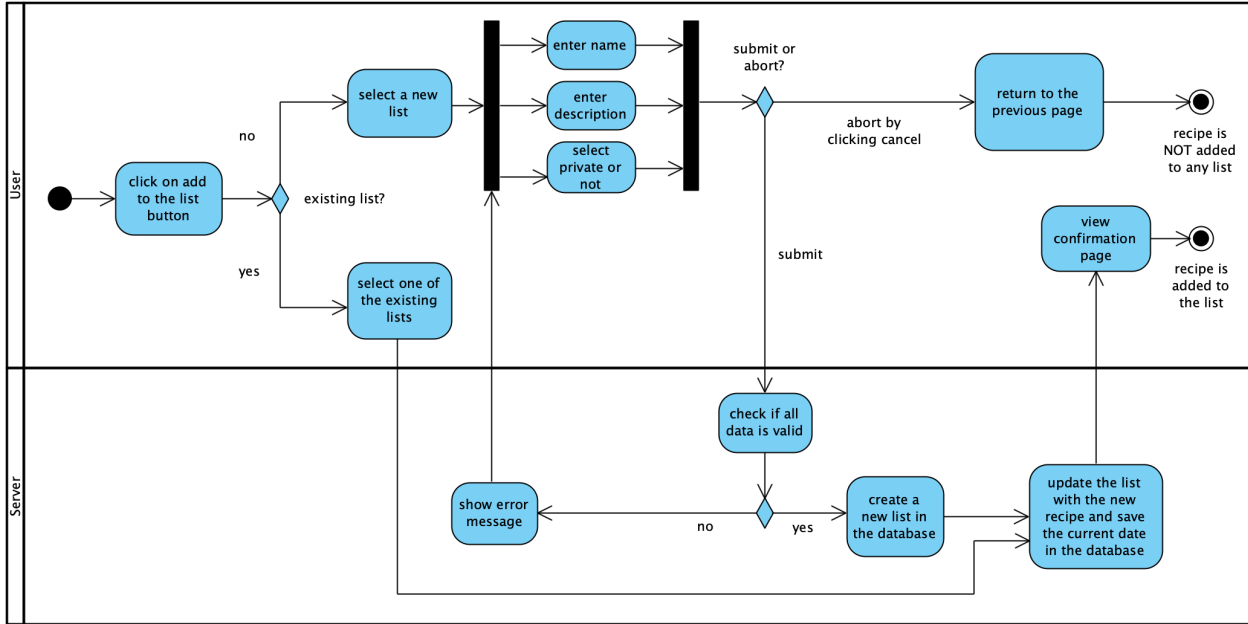 User
click on add
to the list
button
no
existing list?
yes
select a new
list
select one of
the existing
lists
enter name
enter
description
select
private or
not
submit or
abort?
abort by
clicking cancel
submit
return to the
previous page
recipe is
NOT added
to any list
view
confirmation
page
recipe is
added to
the list
Server
check if all
data is valid
show error
message
no
yes
create a
new list in
the database
update the list
with the new
recipe and save
the current date
in the database